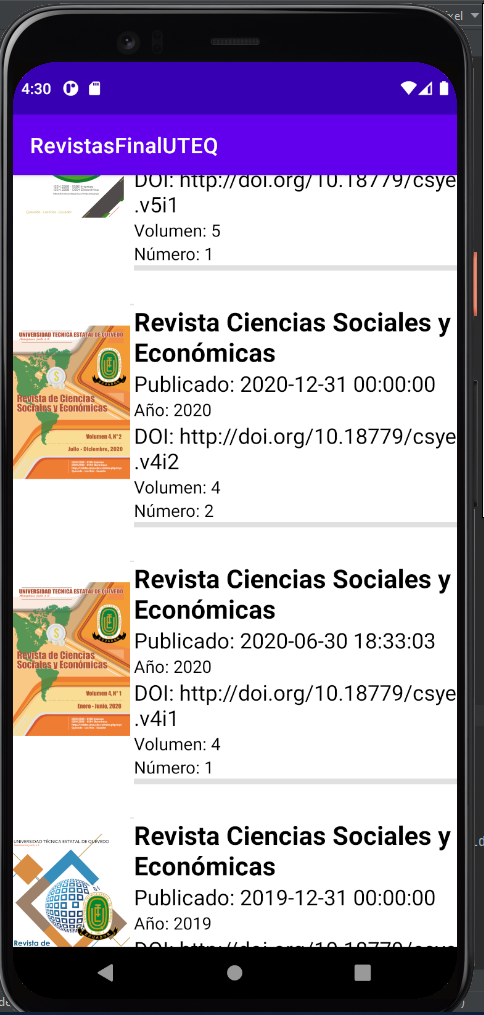 xel
4:30
RevistasFinalUTEQ
DOI: http://doi.org/10.18779/csye
.v5i1
Volumen: 5
Número: 1
UNIVERSIDAD TECNICA ESTATAL DE QUEVEDO
Revista de Ciencias
Sociales y Económicas
Volumen 4, N°2
Julio - Diciembre, 2020
Revista Ciencias Sociales y
Económicas
Publicado: 2020-12-31 00:00:00
Año: 2020
DOI: http://doi.org/10.18779/csye
.v4i2
Volumen: 4
Número: 2
UNIVERSIDAD TECNICA ESTATAL DE QUEVEDO
Revista de Ciencias
Sociales y Económicas
Volumen 4, N° 1
Enero - Junio, 2020
Revista Ciencias Sociales y
Económicas
Publicado: 2020-06-30 18:33:03
Año: 2020
DOI: http://doi.org/10.18779/csye
.v4i1
Volumen: 4
Número: 1
UNIVERSIDAD TÉCNICA ESTATAL DE QUEVEDO
Revista de
Revista Ciencias Sociales y
Económicas
Publicado: 2019-12-31 00:00:00
Año: 2019
DOI: http://doi.org/10.18779/csye